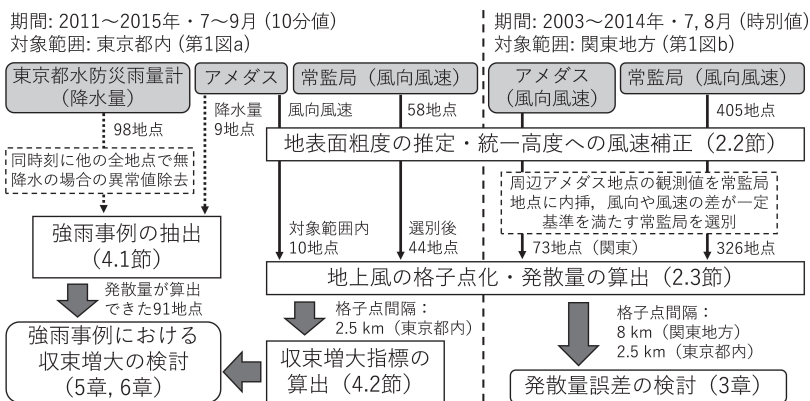 期間: 2011～2015年・7～9月 (10分値)
対象範囲: 東京都内 (第1図a)
東京都水防災雨量計
(降水量)
アメダス
常監局（風向風速）
98地点
降水量
9地点
風向風速
58地点
同時刻に他の全地点で無
降水の場合の異常値除去
強雨事例の抽出
(4.1節)
対象範囲内
10地点
選別後
44地点
発散量が算出
できた91地点
強雨事例における
収束増大の検討
(5章, 6章)
格子点間隔：
2.5 km（東京都内）
収束増大指標の
算出（4.2節）
期間: 2003～2014年・7, 8月 (時別値)
対象範囲: 関東地方 (第1図b)
アメダス
(風向風速)
常監局（風向風速）
405地点
地表面粗度の推定・統一高度への風速補正（2.2節）
周辺アメダス地点の観測値を常監局
地点に内挿，風向や風速の差が一定
基準を満たす常監局を選別
73地点（関東）
326地点
地上風の格子点化・発散量の算出（2.3節）
格子点間隔：
8 km（関東地方）
2.5 km（東京都内）
発散量誤差の検討（3章）